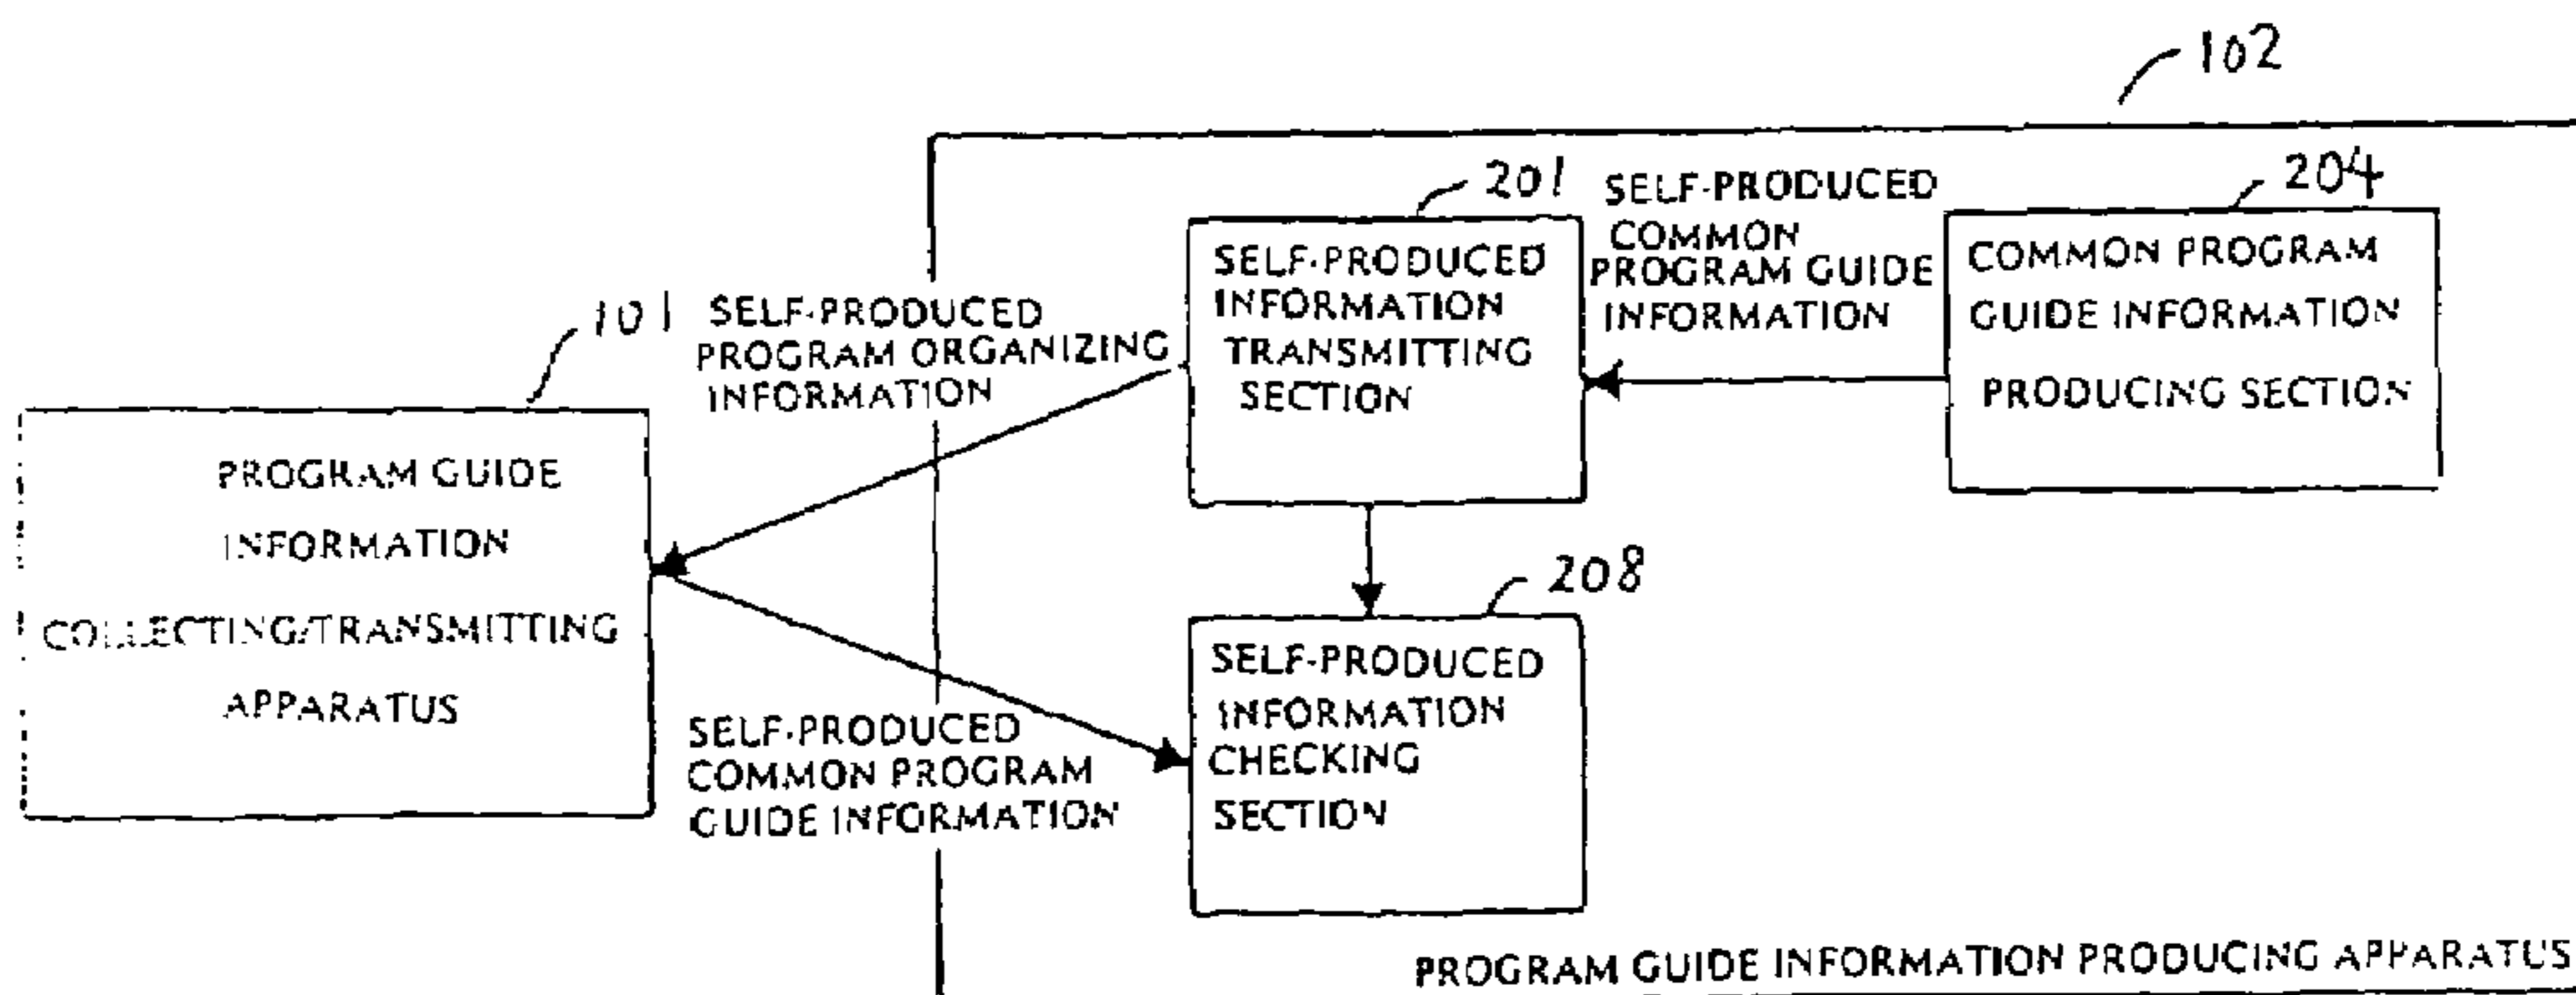 102
201
SELF-PRODUCED
COMMON
PROGRAM GUIDE
INFORMATION
204
SELF-PRODUCED
INFORMATION
TRANSMITTING
SECTION
COMMON PROGRAM
GUIDE INFORMATION
PRODUCING SECTION
101
SELF-PRODUCED
PROGRAM ORGANIZING
INFORMATION
PROGRAM GUIDE
INFORMATION
COLLECTING/TRANSMITTING
APPARATUS
208
SELF-PRODUCED
INFORMATION
CHECKING
SECTION
SELF-PRODUCED
COMMON PROGRAM
GUIDE INFORMATION
PROGRAM GUIDE INFORMATION PRODUCING APPARATUS